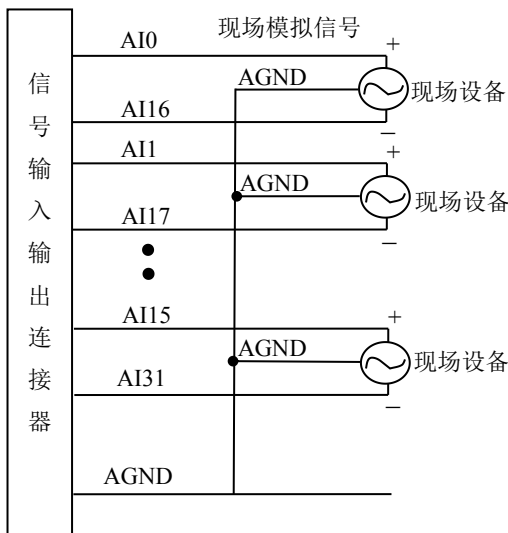 信号输入输出连接器
现场模拟信号
AI0
+
AGND
现场设备
AI16
−
AI1
+
AGND
现场设备
AI17
−
AI15
+
AGND
现场设备
AI31
−
AGND